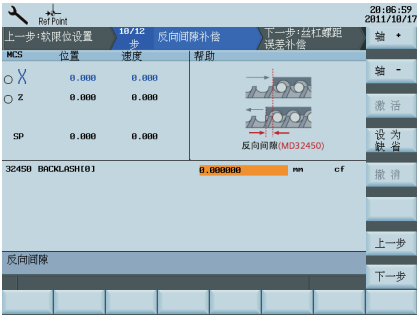 Ref Point
20:06:59
2011/10/17
上一步:软限位设置
10/12
步
反向间隙补偿
下一步:丝杠螺距
误差补偿
MCS
位置
速度
帮助
X 0.000 0.000
Z 0.000 0.000
SP 0.000 0.000
反向间隙(MD32450)
32450 BACKLASH[0] 0.000000 mm cf
反向间隙
轴 +
轴 -
激活
设为
缺省
撤消
上一步
下一步